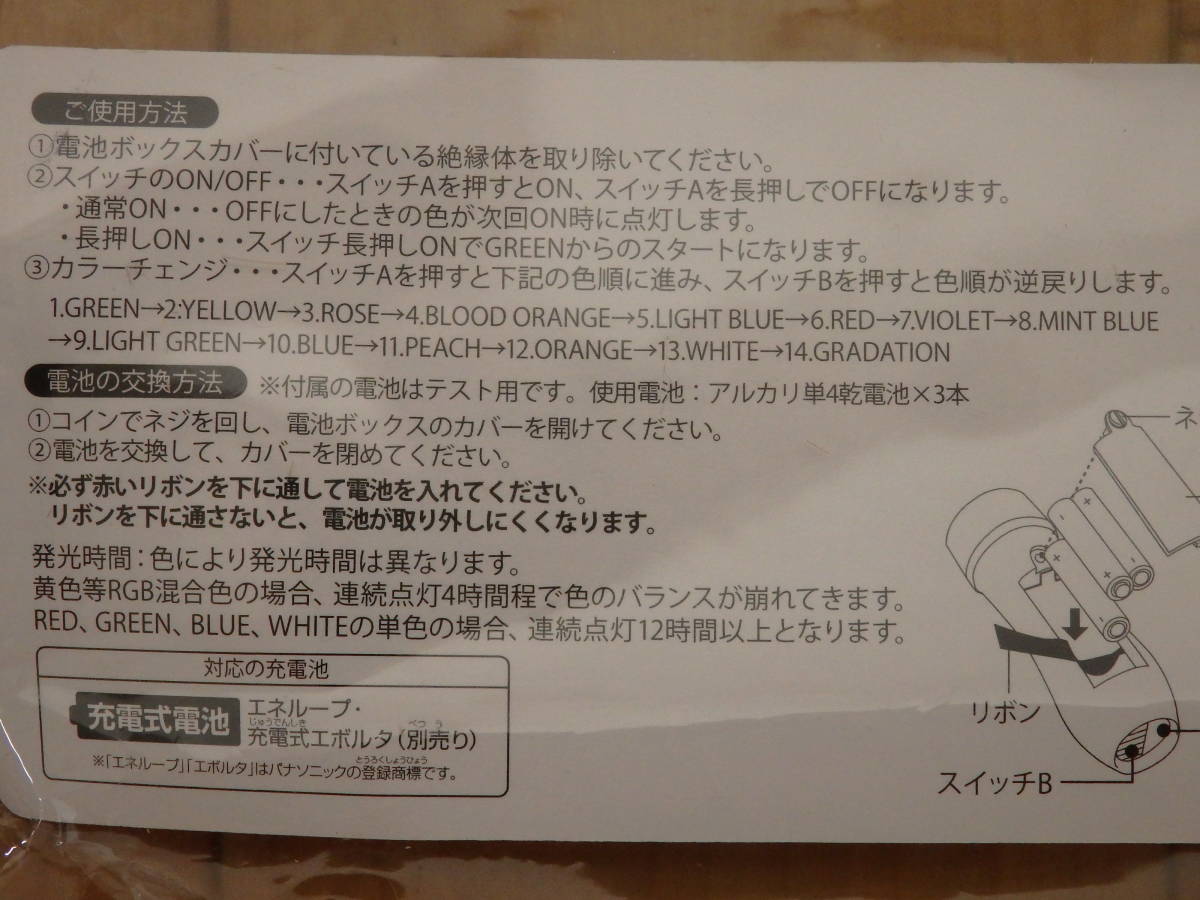 ご使用方法
①電池ボックスカバーに付いている絶縁体を取り除いてください。
②スイッチのON/OFF・・・スイッチAを押すとON、スイッチAを長押しでOFFになります。
・通常ON・・・OFFにしたときの色が次回ON時に点灯します。
・長押しON・・・スイッチ長押しONでGREENからのスタートになります。
③カラーチェンジ・・・スイッチAを押すと下記の色順に進み、スイッチBを押すと色順が逆戻りします。
1.GREEN→2:YELLOW→3.ROSE→4.BLOOD ORANGE→5.LIGHT BLUE→6.RED→7.VIOLET→8.MINT BLUE
→9.LIGHT GREEN→10.BLUE→11.PEACH→12.ORANGE→13.WHITE→14.GRADATION
電池の交換方法 ※付属の電池はテスト用です。使用電池：アルカリ単4乾電池×3本
①コインでネジを回し、電池ボックスのカバーを開けてください。
②電池を交換して、カバーを閉めてください。
※必ず赤いリボンを下に通して電池を入れてください。
リボンを下に通さないと、電池が取り外しにくくなります。
発光時間：色により発光時間は異なります。
黄色等RGB混合色の場合、連続点灯4時間程で色のバランスが崩れてきます。
RED、GREEN、BLUE、WHITEの単色の場合、連続点灯12時間以上となります。
対応の充電池
充電式電池
エネループ・
じゅうでんしき べつう
充電式エボルタ（別売り）
とうろくしょうひょう
※「エネループ」「エボルタ」はパナソニックの登録商標です。
ネ
リボン
スイッチB